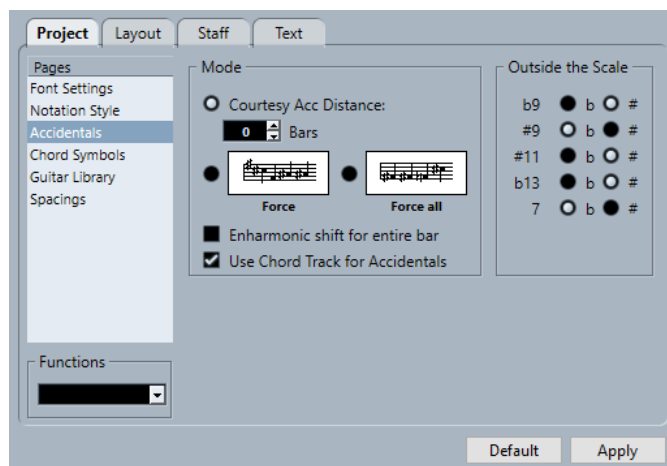 Project Layout Staff Text
Pages
Font Settings
Notation Style
Accidentals
Chord Symbols
Guitar Library
Spacings
Functions
Mode
Courtesy Acc Distance:
0 Bars
Force Force all
Enharmonic shift for entire bar
Use Chord Track for Accidentals
Outside the Scale
b9 b #
#9 b #
#11 b #
b13 b #
7 b #
Default Apply